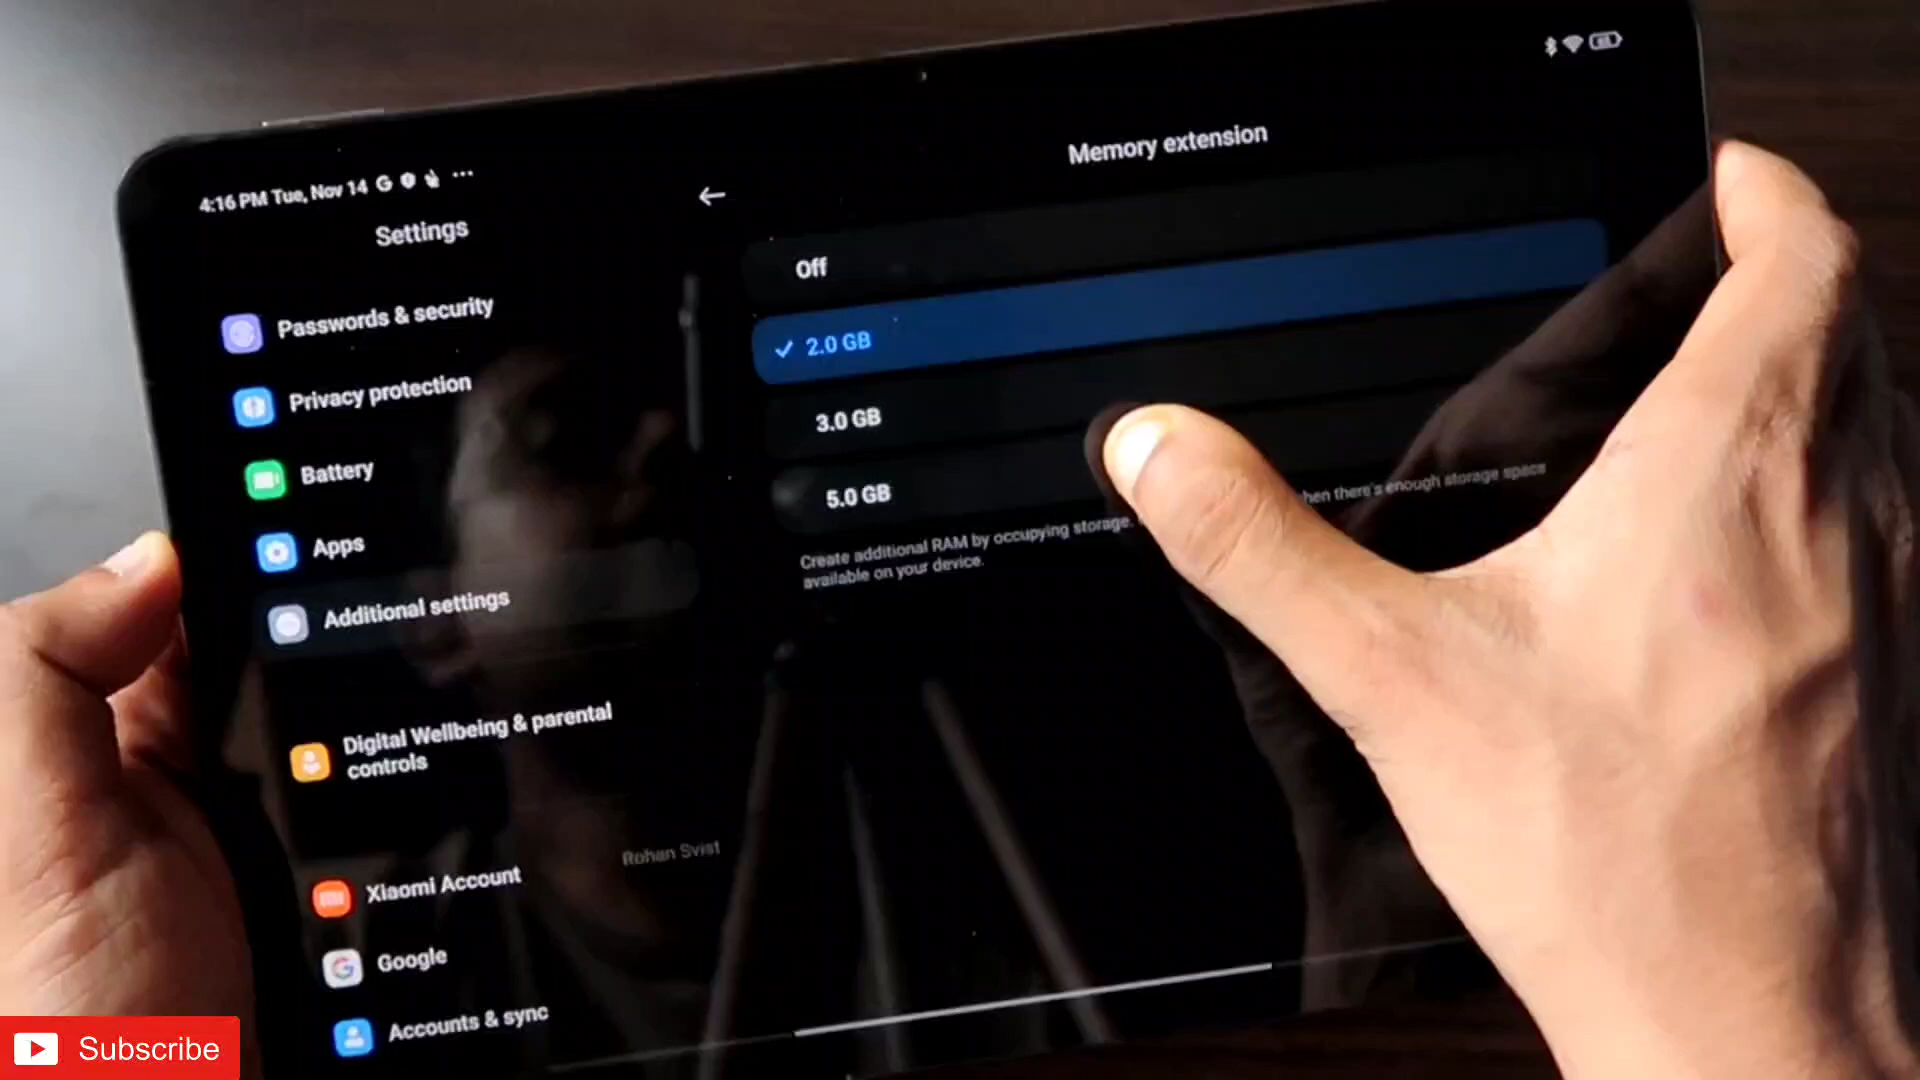 4:16 PM Tue, Nov 14
Settings
Passwords & security
Privacy protection
Battery
Apps
Additional settings
Digital Wellbeing & parental
controls
Rohan Svist
Xiaomi Account
Google
Accounts & sync
Memory extension
Off
2.0 GB
3.0 GB
5.0 GB
Create additional RAM by occupying storage. when there's enough storage space
available on your device.
Subscribe